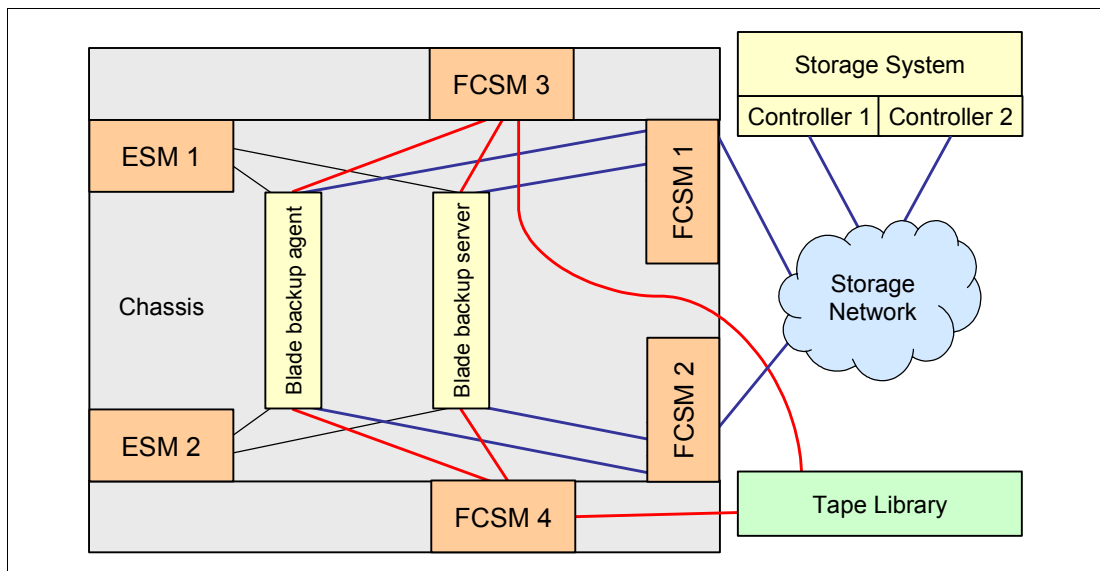 FCSM 3
Storage System
Controller 1
Controller 2
ESM 1
FCSM 1
Blade backup agent
Blade backup server
Chassis
Storage
Network
FCSM 2
ESM 2
FCSM 4
Tape Library